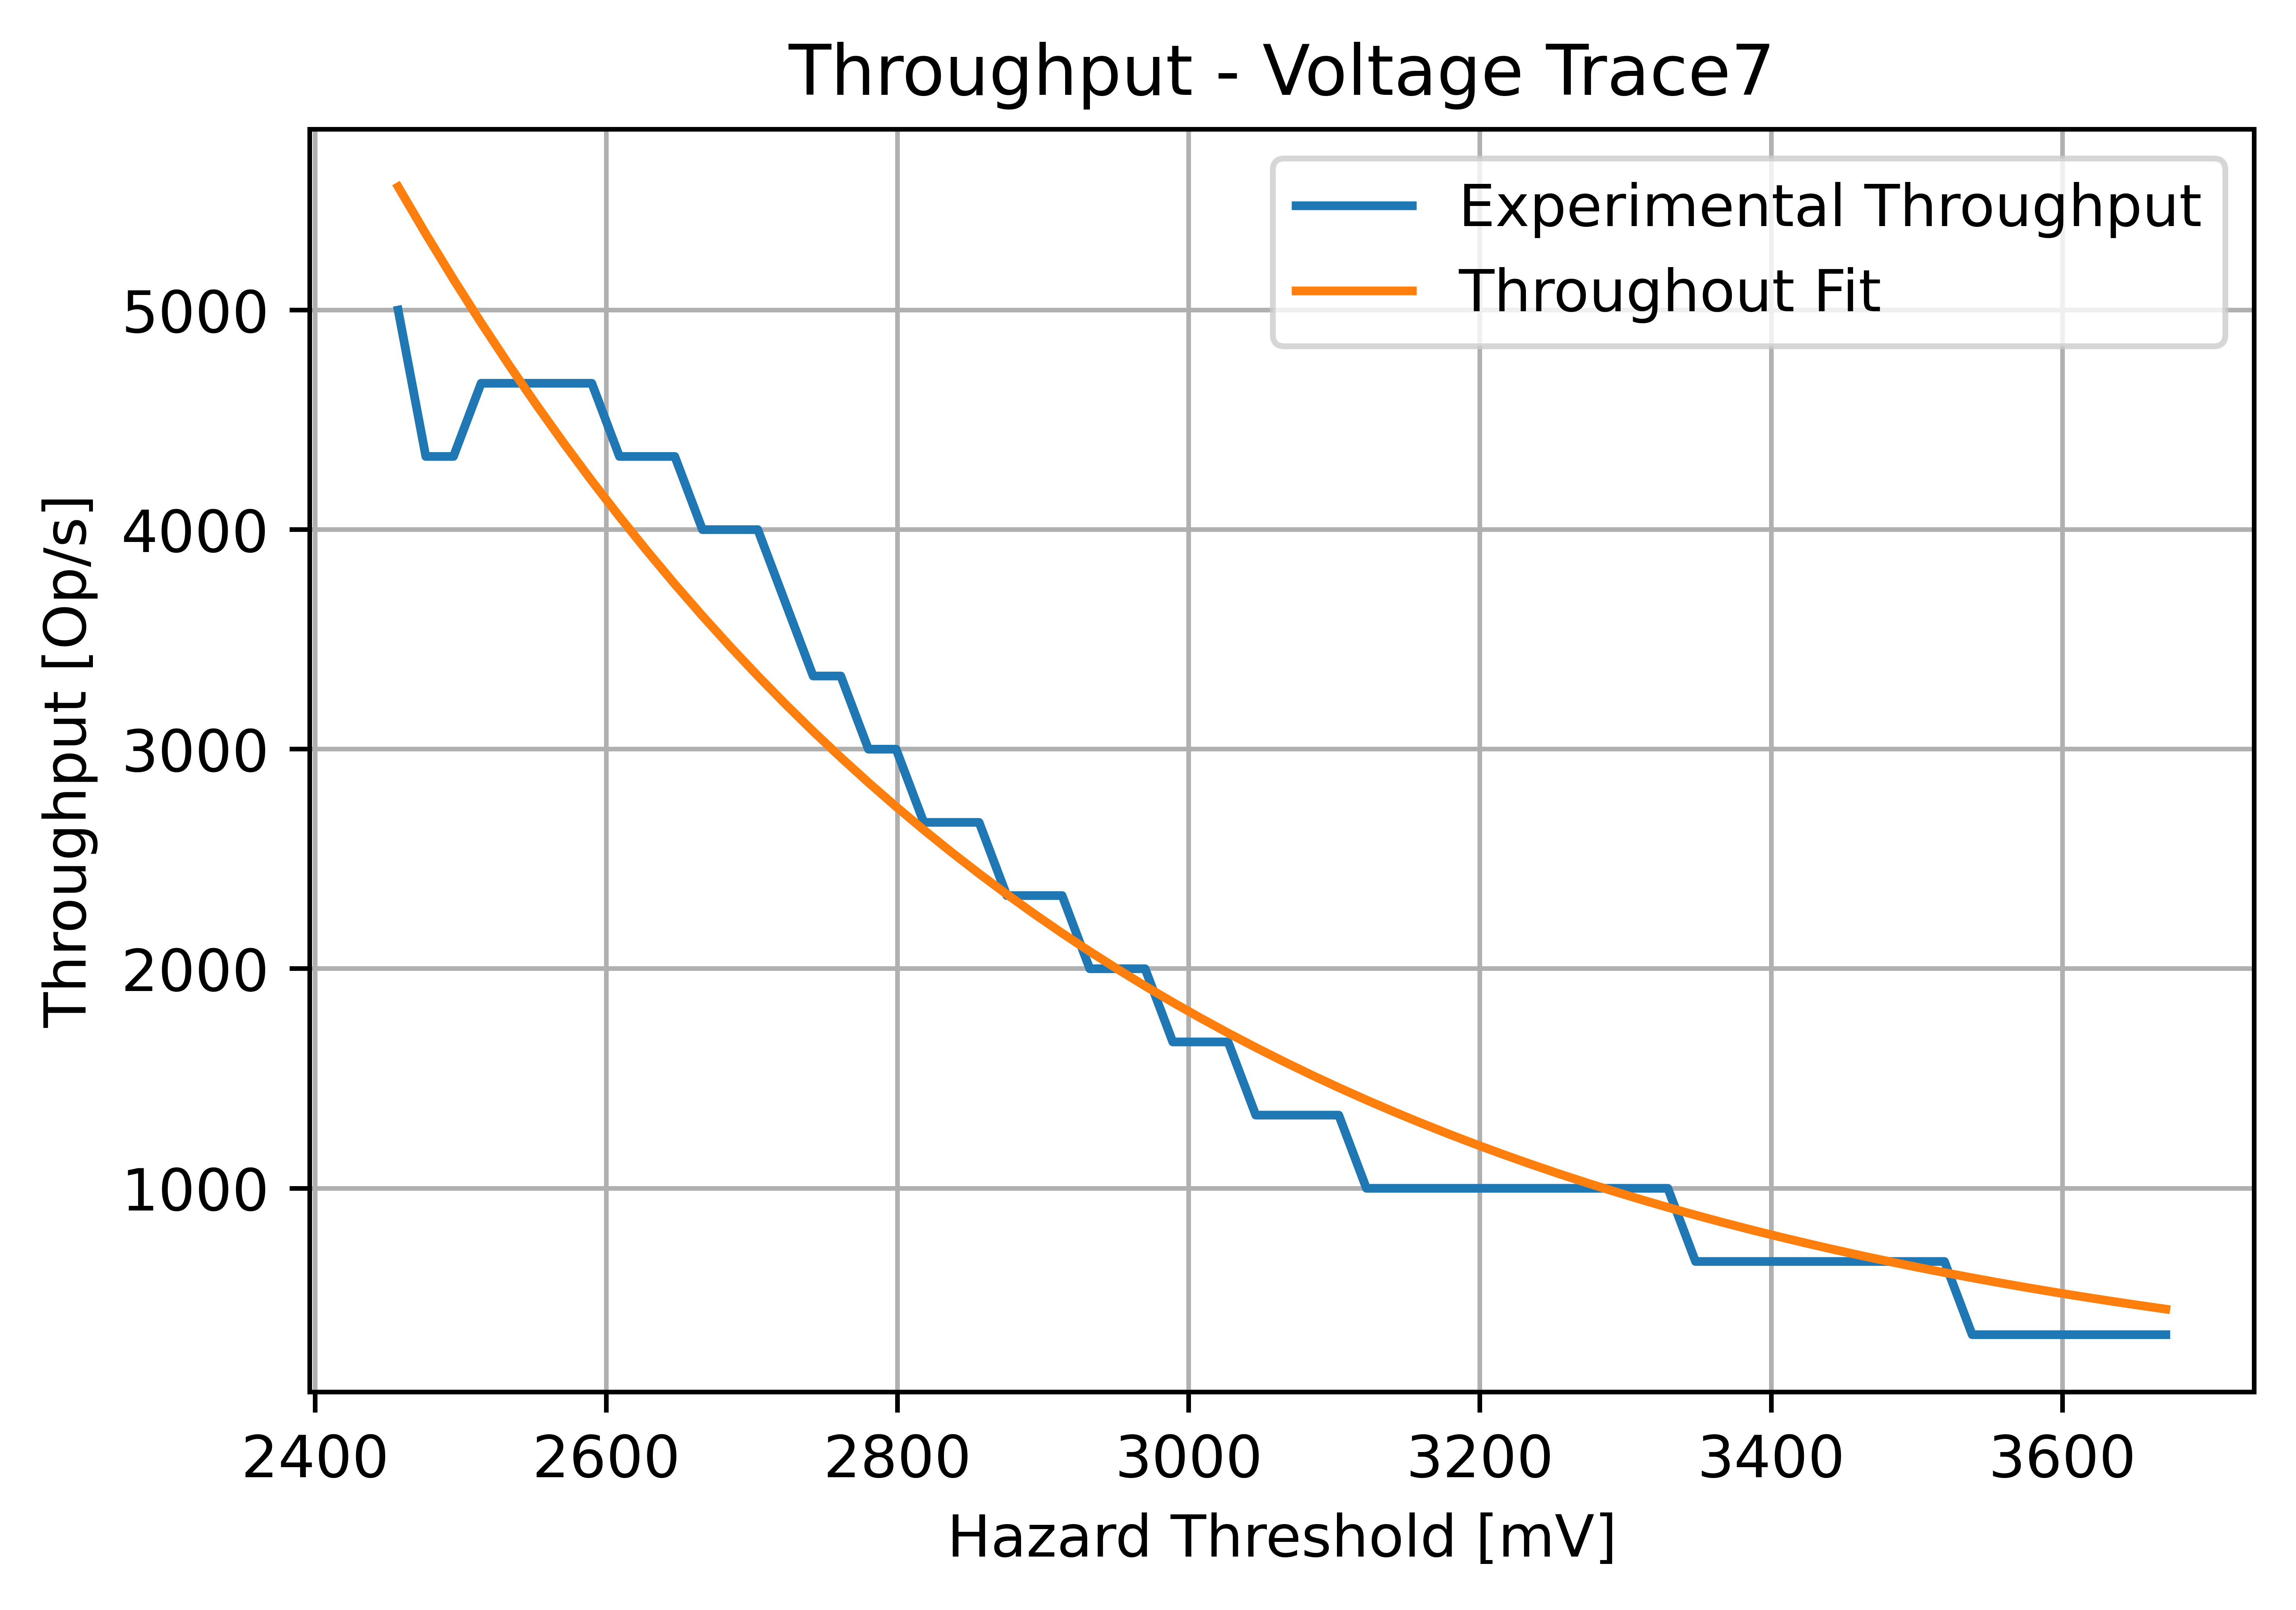 Throughput - Voltage Trace7
Experimental Throughput
Throughout Fit
Throughput [Op/s]
5000
4000
3000
2000
1000
2400 2600 2800 3000 3200 3400 3600
Hazard Threshold [mV]